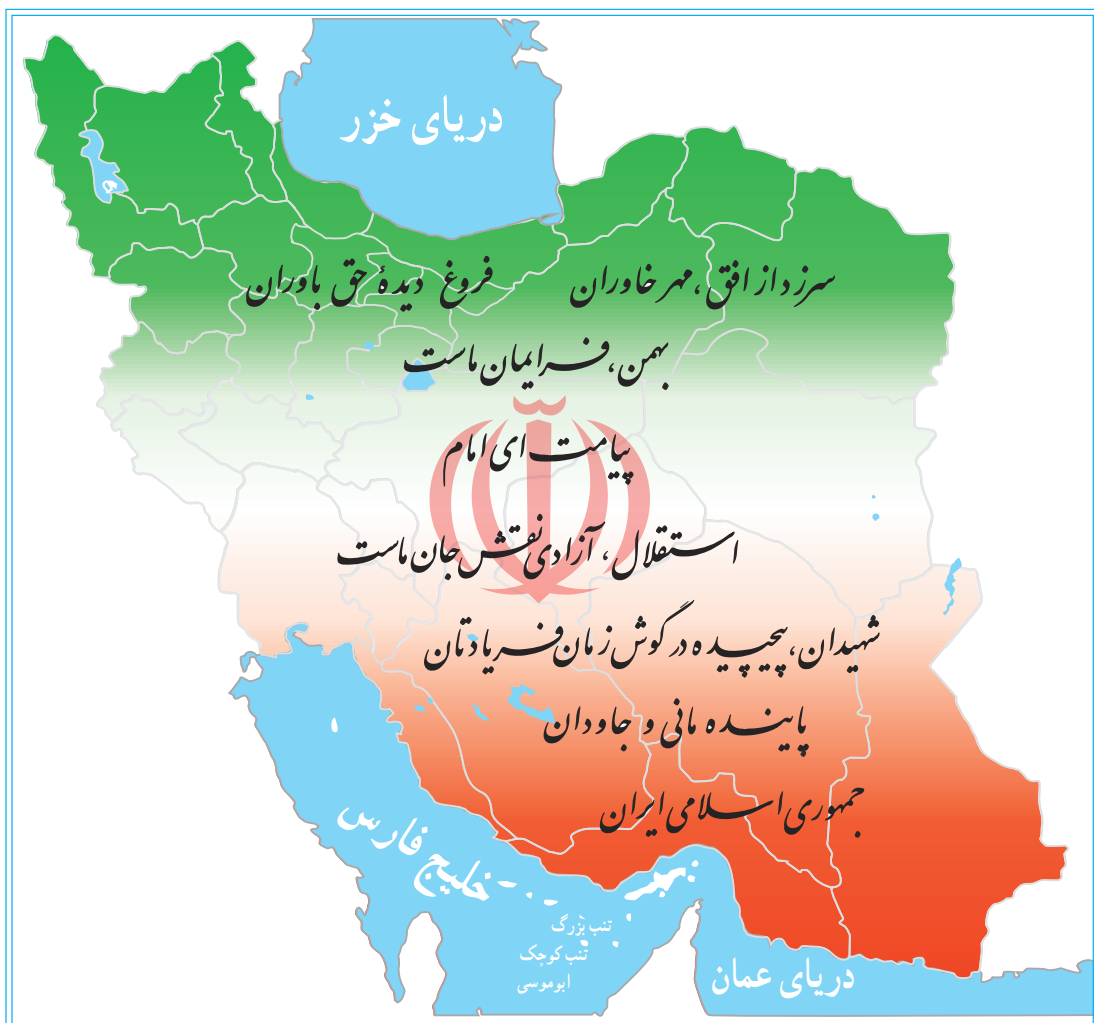 دریای خزر
سرزد از افق، مهر خاوران فروغ دیدهٔ حق باوران
بهمن، فر ایمان ماست
پیامت ای امام
استقلال، آزادی نقش جان ماست
شهیدان، پیچیده در گوش زمان فریادتان
پاینده مانی و جاودان
جمهوری اسلامی ایران
خلیج فارس
تنب بزرگ
تنب کوچک
ابوموسی
دریای عمان